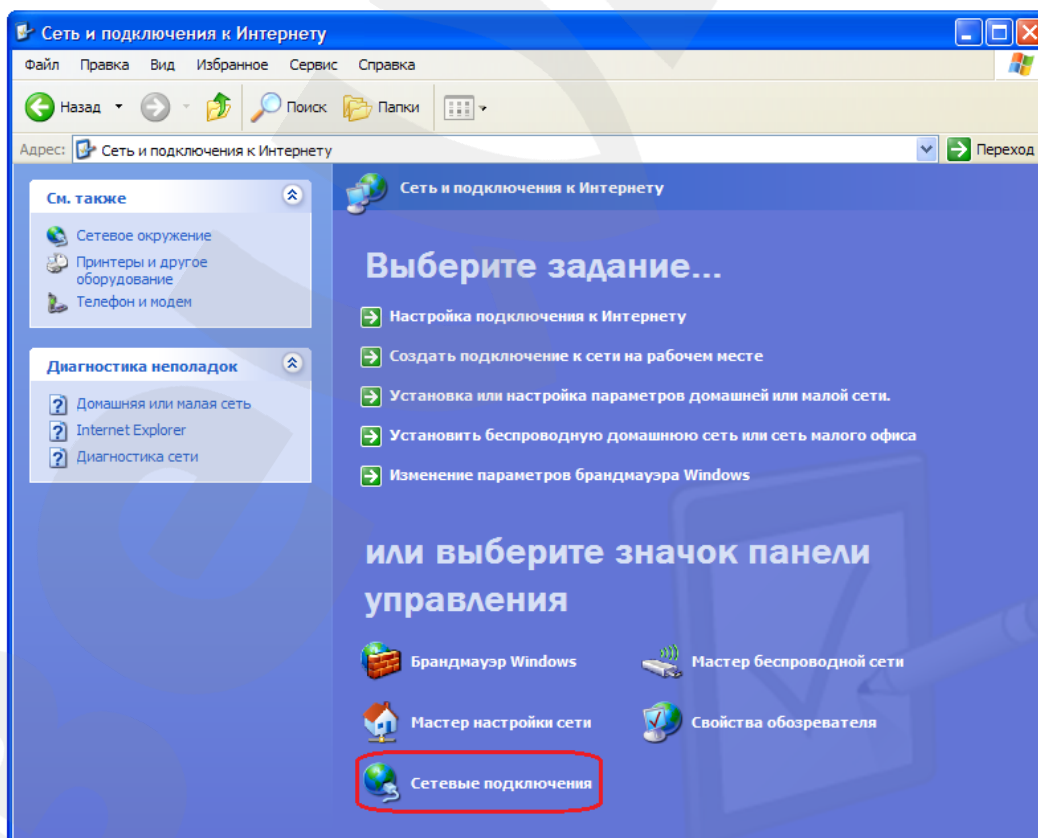 Сеть и подключения к Интернету
Файл Правка Вид Избранное Сервис Справка
Назад Поиск Папки
Адрес: Сеть и подключения к Интернету Переход
См. также
Сетевое окружение
Принтеры и другое
оборудование
Телефон и модем
Диагностика неполадок
Домашняя или малая сеть
Internet Explorer
Диагностика сети
Сеть и подключения к Интернету
Выберите задание...
Настройка подключения к Интернету
Создать подключение к сети на рабочем месте
Установка или настройка параметров домашней или малой сети.
Установить беспроводную домашнюю сеть или сеть малого офиса
Изменение параметров брандмауэра Windows
или выберите значок панели
управления
Брандмауэр Windows Мастер беспроводной сети
Мастер настройки сети Свойства обозревателя
Сетевые подключения